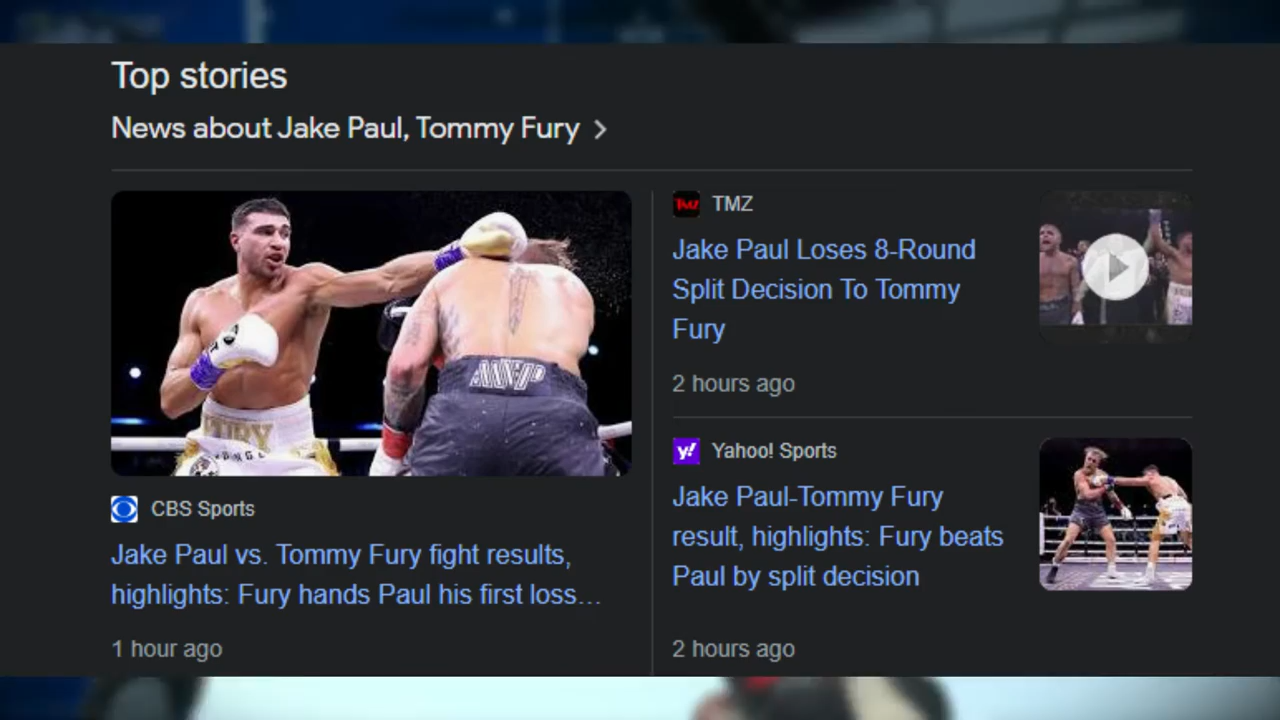 Top stories
News about Jake Paul, Tommy Fury >
FURY
CBS Sports
Jake Paul vs. Tommy Fury fight results,
highlights: Fury hands Paul his first loss...
1 hour ago
TMZ
TMZ
Jake Paul Loses 8-Round
Split Decision To Tommy
Fury
2 hours ago
y!
Yahoo! Sports
Jake Paul-Tommy Fury
result, highlights: Fury beats
Paul by split decision
2 hours ago